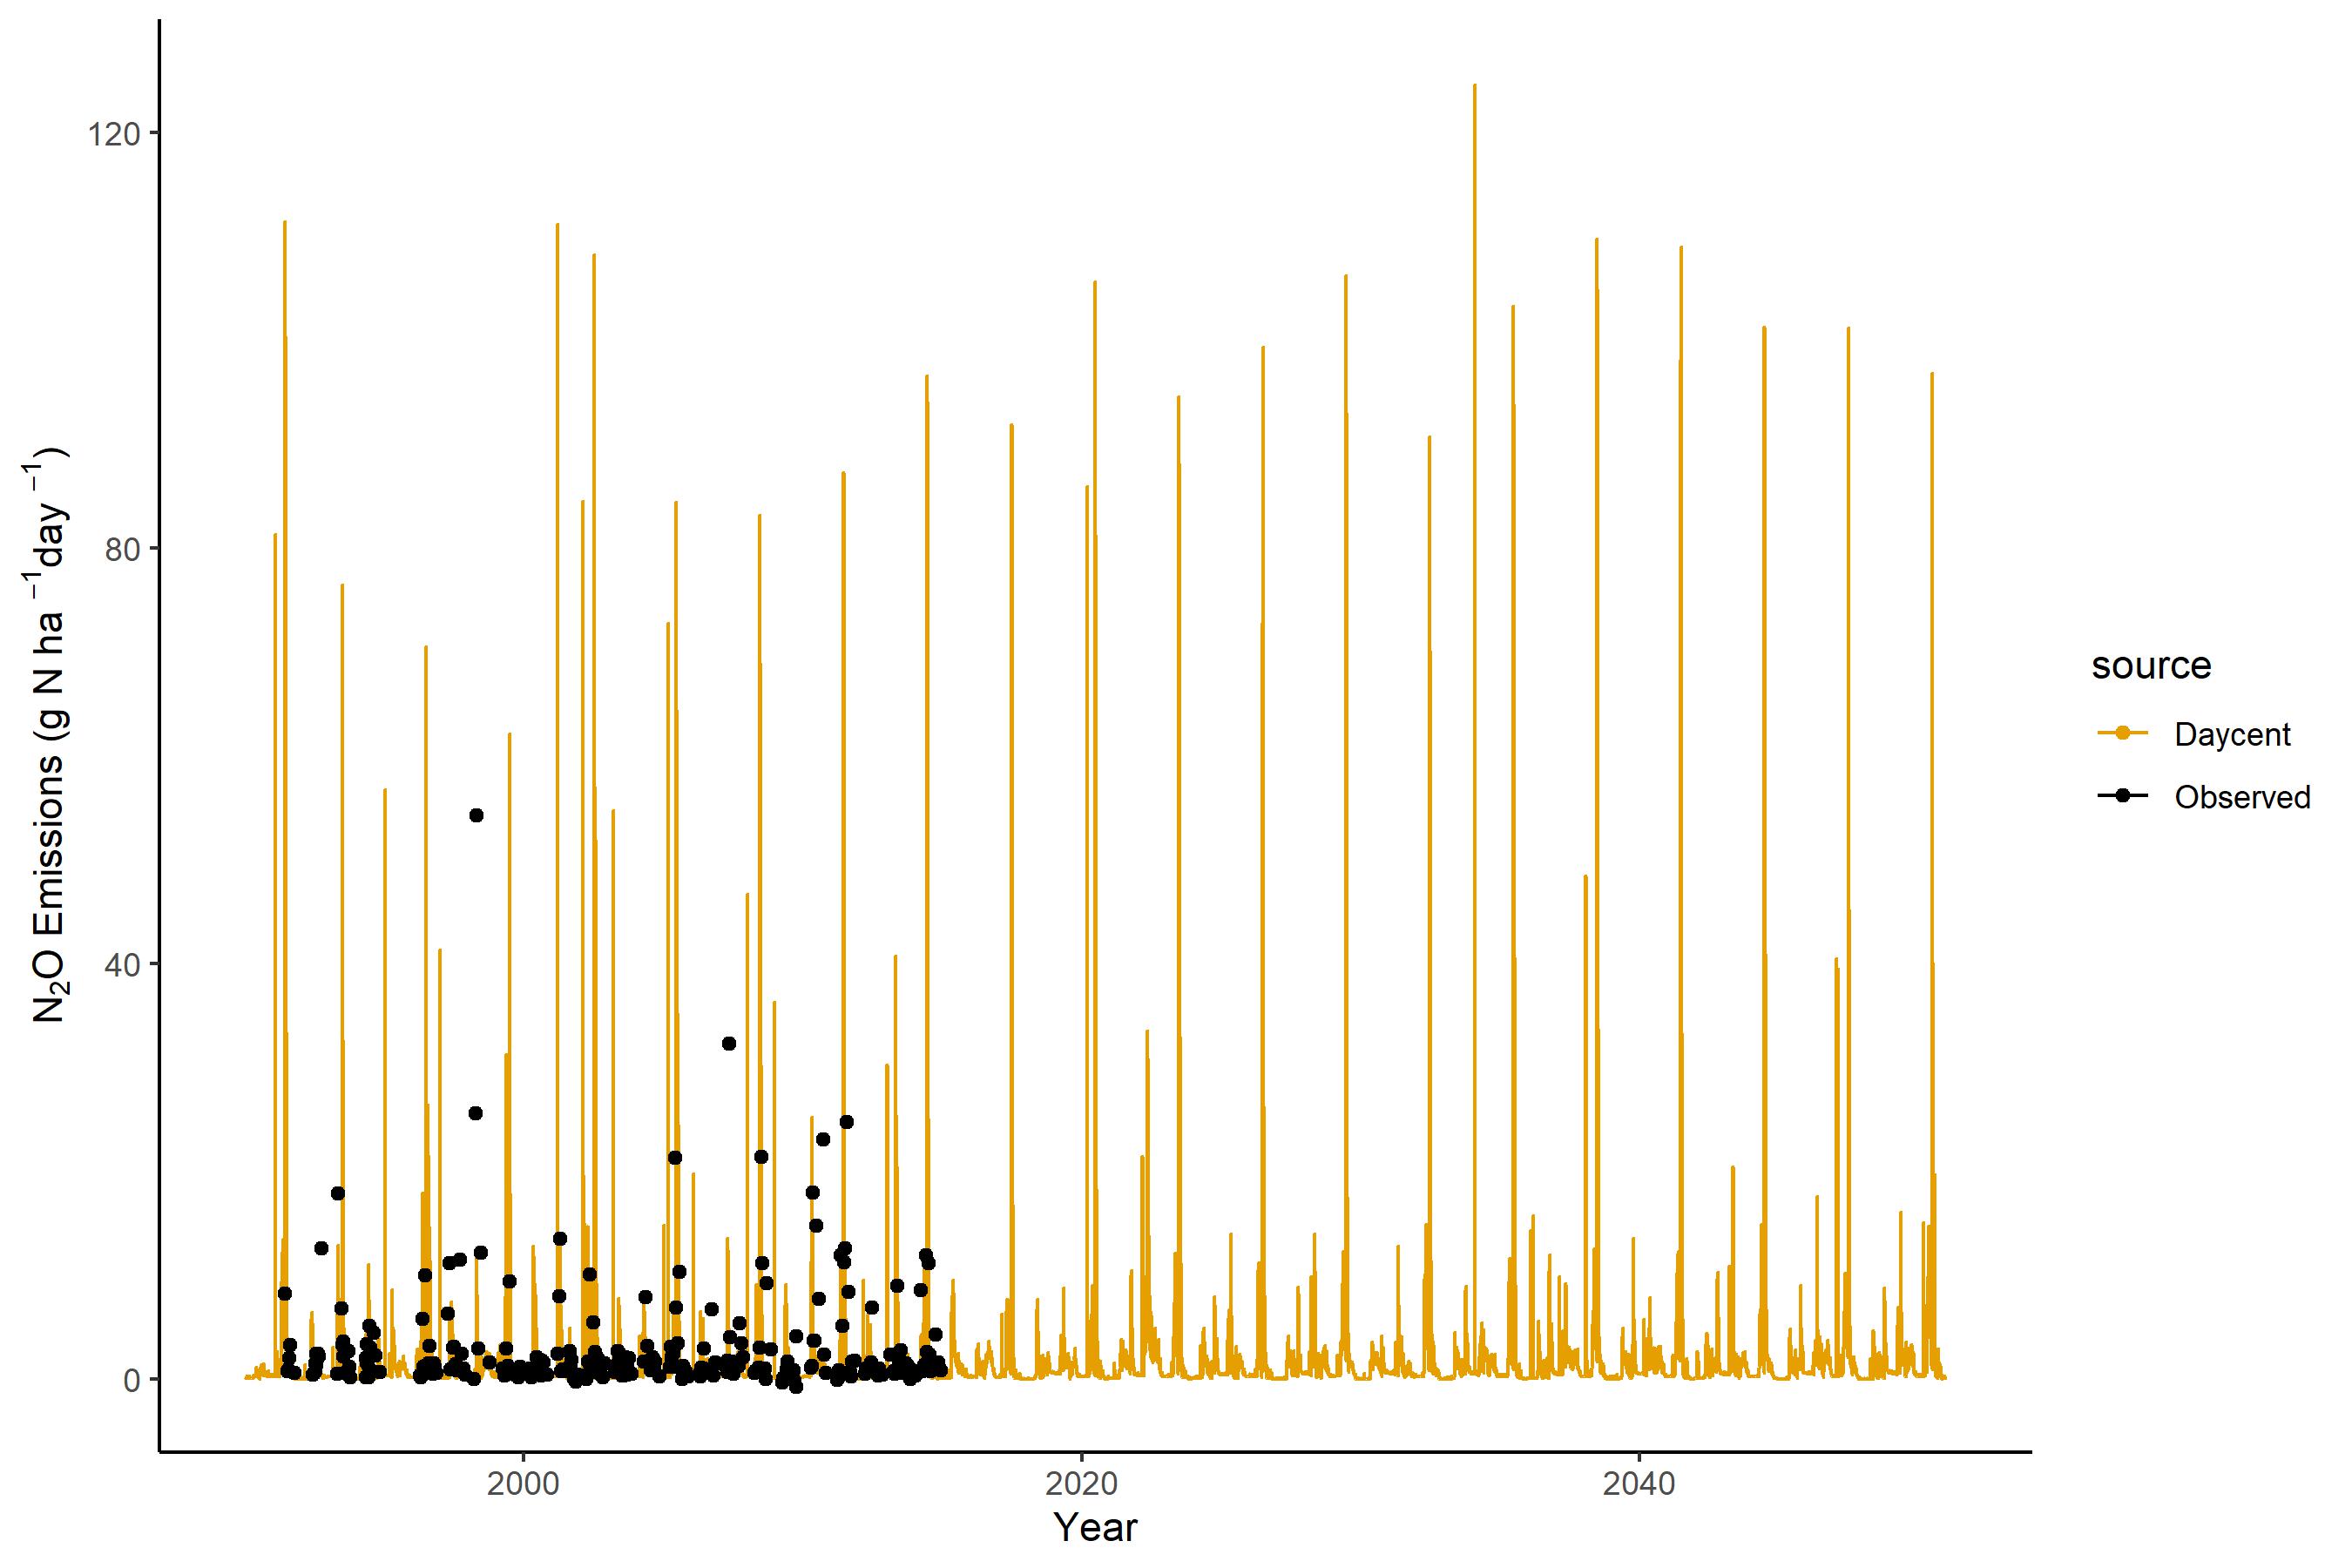 N₂O Emissions (g N ha ⁻¹day ⁻¹)
120
80
40
0
2000 2020 2040
Year
source
Daycent
Observed